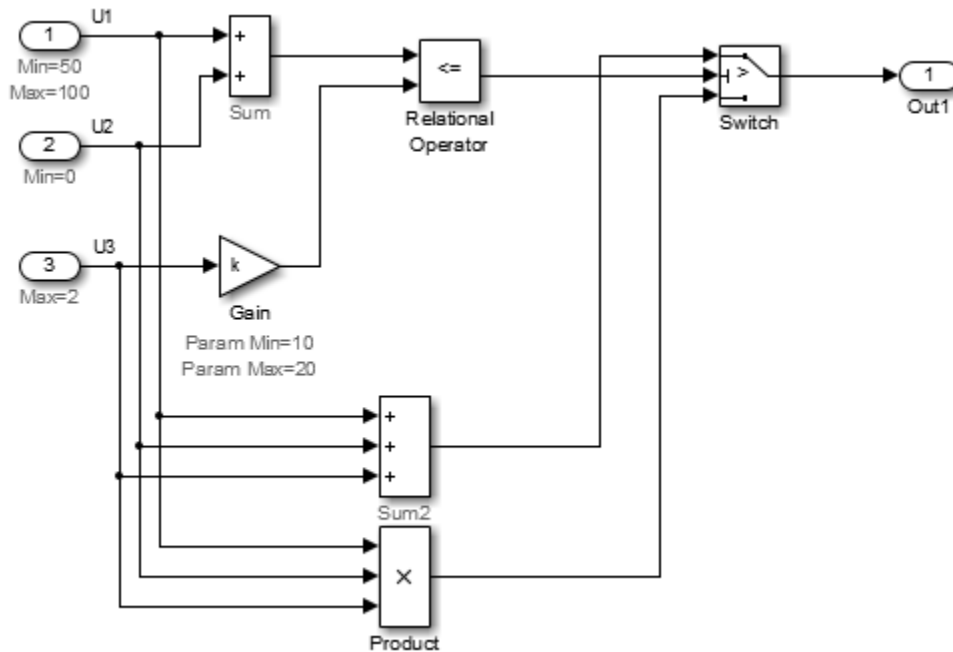 U1
1
Min=50
Max=100
+
+
Sum
<=
Relational
Operator
>
Switch
1
Out1
U2
2
Min=0
U3
3
Max=2
k
Gain
Param Min=10
Param Max=20
+
+
+
Sum2
×
Product